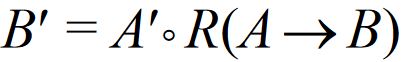 B′ = A′∘R(A→B)